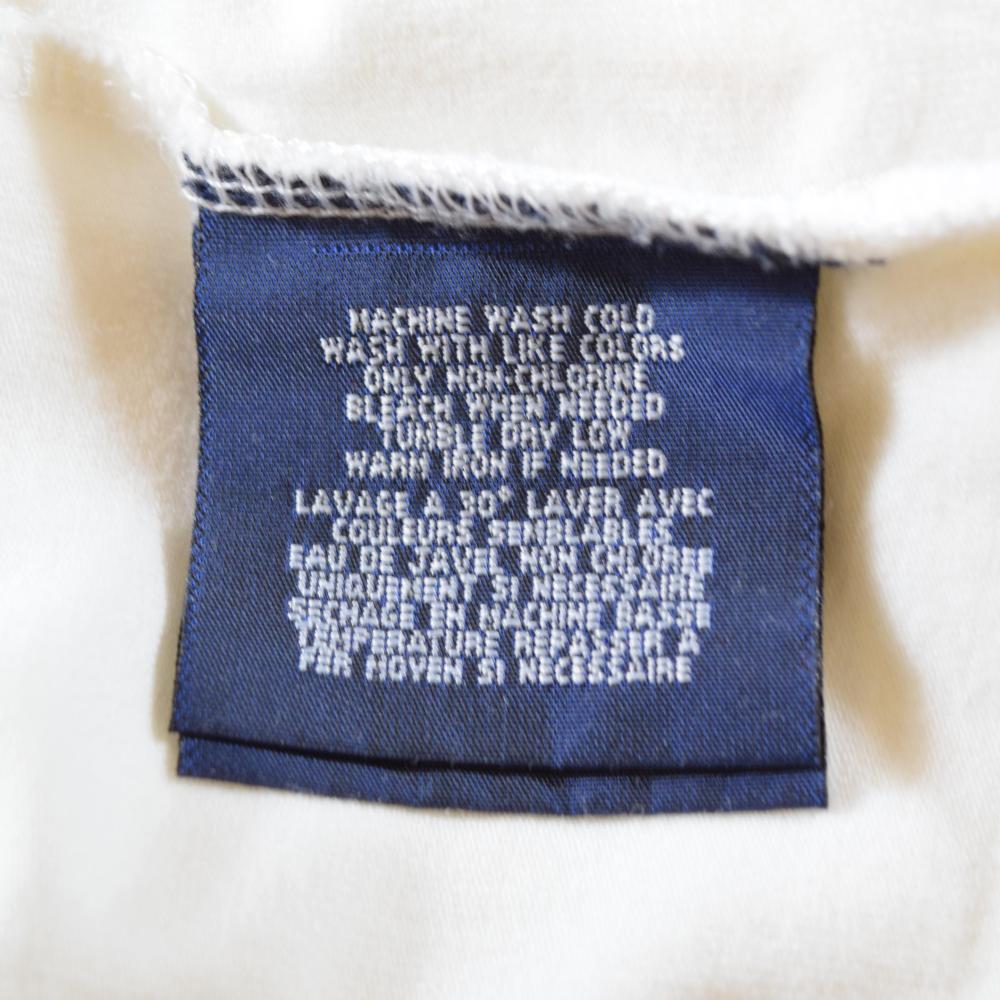 MACHINE WASH COLD
WASH WITH LIKE COLORS
ONLY NON-CHLORINE
BLEACH WHEN NEEDED
TUMBLE DRY LOW
WARM IRON IF NEEDED
LAVAGE A 30° LAVER AVEC
COULEURS SEMBLABLES
EAU DE JAVEL NON CHLOREE
UNIQUEMENT SI NECESSAIRE
SECHAGE EN MACHINE BASSE
TEMPERATURE REPASSER A
FER MOYEN SI NECESSAIRE